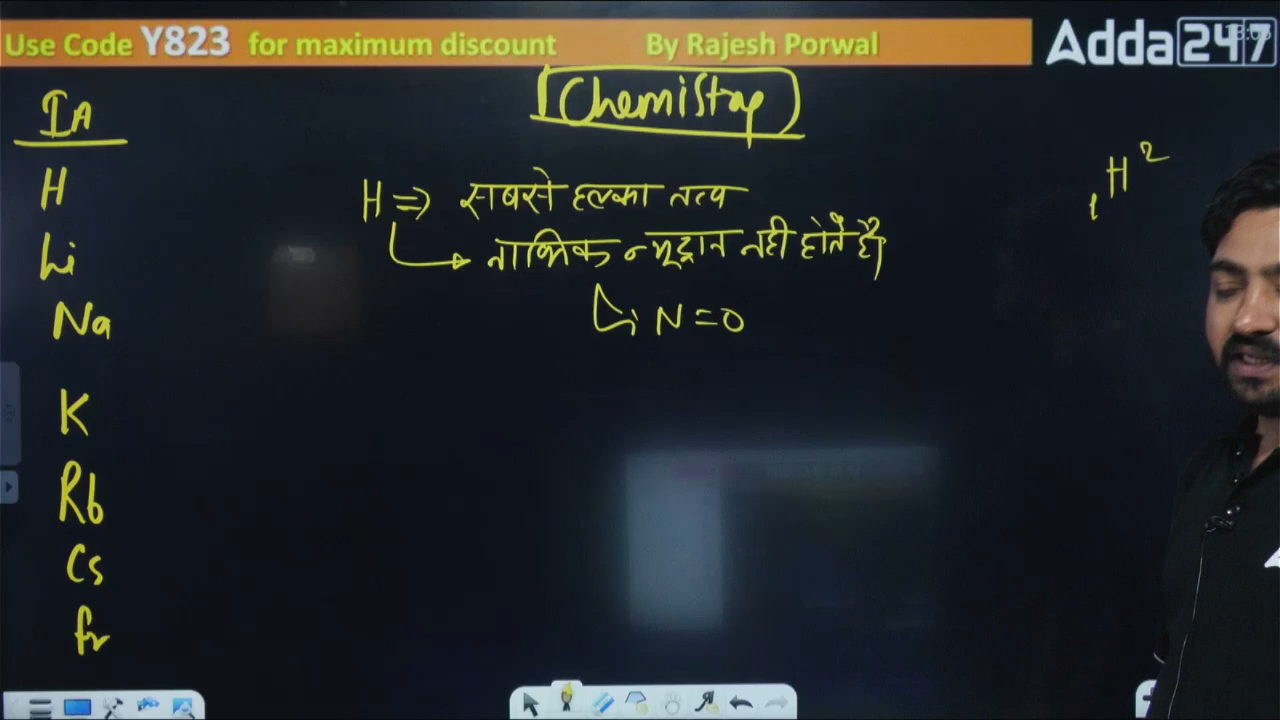 Use Code Y823 for maximum discount By Rajesh Porwal
Adda247
Chemistry
IA
H
Li
Na
K
Rb
Cs
Fr
H ⇒ सबसे हल्का तत्व
नाभिक न्यूट्रान नही होते है।
N = 0
₁H²